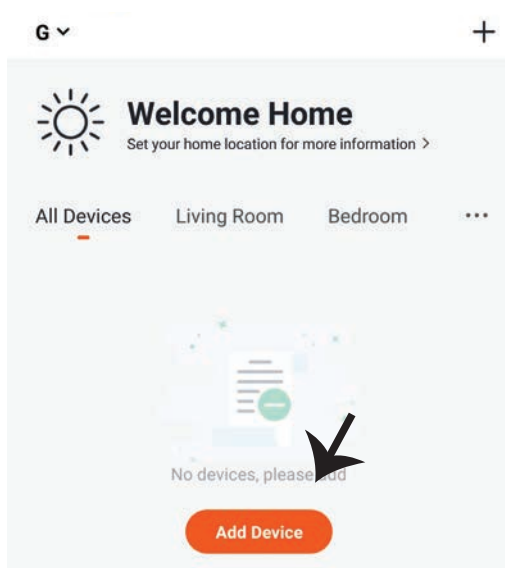 G
Welcome Home
Set your home location for more information >
All Devices Living Room Bedroom ...
No devices, please add
Add Device